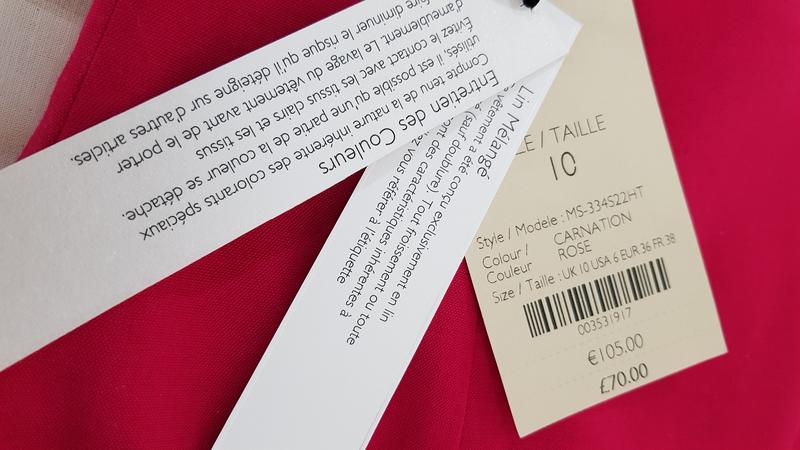 Entretien des Couleurs
Compte tenu de la nature inhérente des colorants spéciaux
utilisés, il est possible qu'une partie de la couleur se détache.
Évitez le contact avec les tissus clairs et les tissus
d'ameublement. Le lavage du vêtement avant de le porter
faire diminuer le risque qu'il déteigne sur d'autres articles.
Lin Mélangé
vêtement a été conçu exclusivement en lin
(sauf doublure). Tout froissement ou toute
des caractéristiques inhérentes à
vous référer à l'étiquette
/ TAILLE
10
Style / Modele : MS-334S22HT
Colour / CARNATION
Couleur ROSE
Size / Taille : UK 10 USA 6 EUR 36 FR 38
003531917
€105.00
£70.00